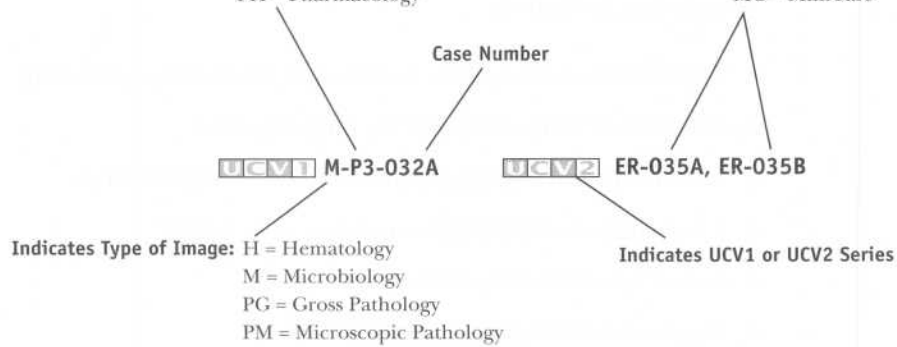 Case Number
UCV1 M-P3-032A
UCV2 ER-035A, ER-035B
Indicates Type of Image: H = Hematology
M = Microbiology
PG = Gross Pathology
PM = Microscopic Pathology
Indicates UCV1 or UCV2 Series